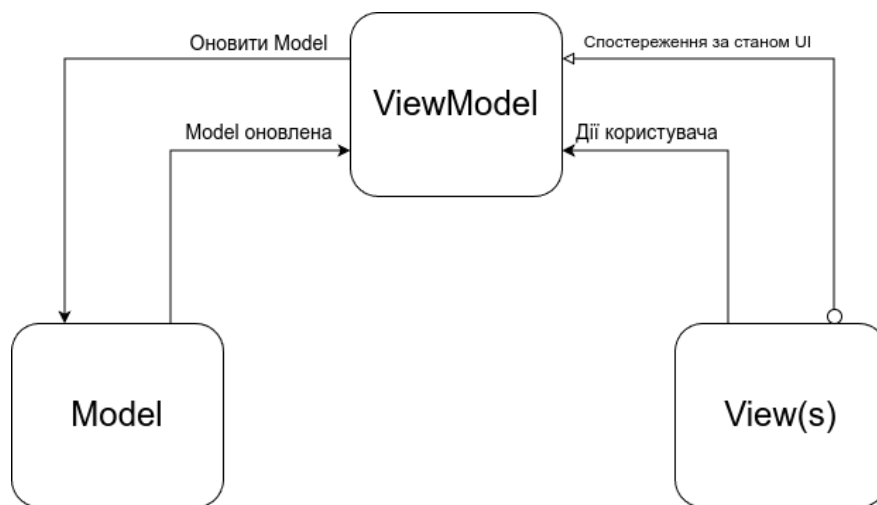 Оновити Model
Спостереження за станом UI
ViewModel
Model оновлена
Дії користувача
Model
View(s)